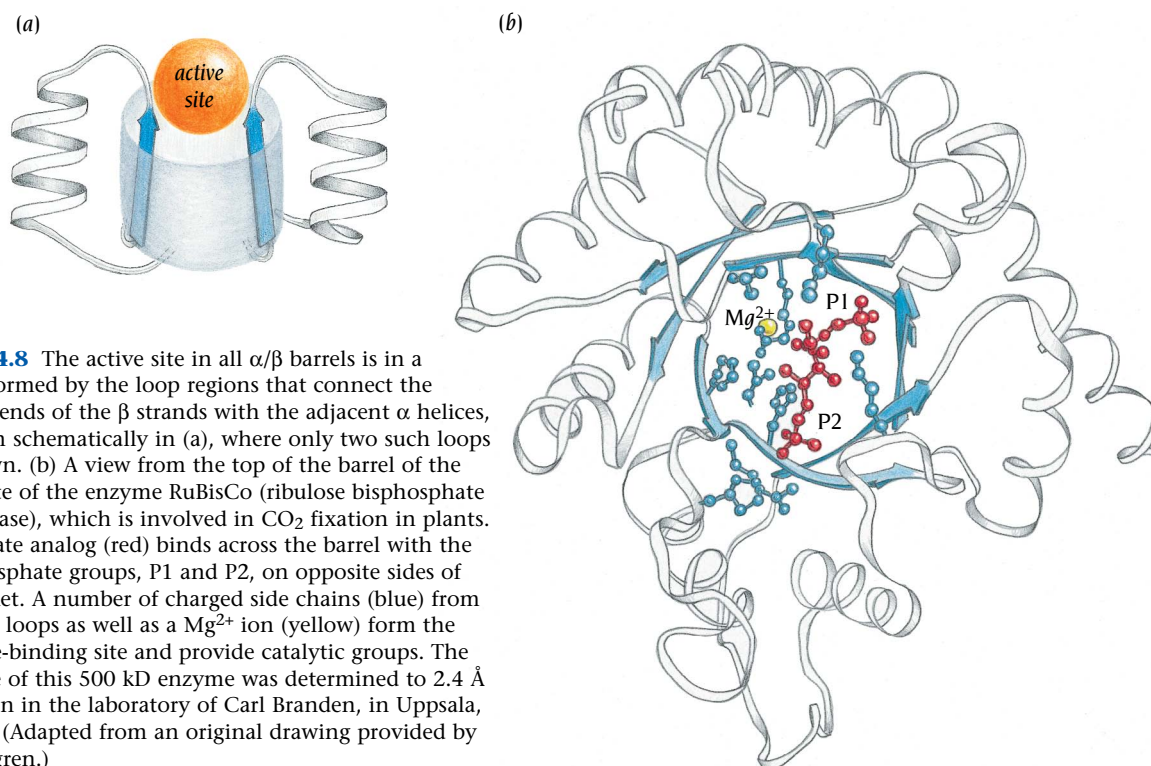 (a)
active
site
(b)
Mg2+
P1
P2
4.8 The active site in all α/β barrels is in a
ormed by the loop regions that connect the
ends of the β strands with the adjacent α helices,
n schematically in (a), where only two such loops
wn. (b) A view from the top of the barrel of the
te of the enzyme RuBisCo (ribulose bisphosphate
ase), which is involved in CO2 fixation in plants.
ate analog (red) binds across the barrel with the
sphate groups, P1 and P2, on opposite sides of
et. A number of charged side chains (blue) from
loops as well as a Mg2+ ion (yellow) form the
e-binding site and provide catalytic groups. The
e of this 500 kD enzyme was determined to 2.4 Å
n in the laboratory of Carl Branden, in Uppsala,
(Adapted from an original drawing provided by
gren.)